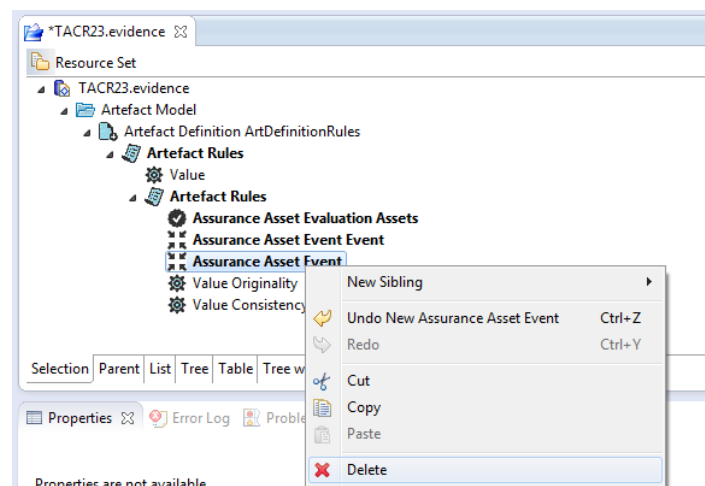 *TACR23.evidence
Resource Set
TACR23.evidence
Artefact Model
Artefact Definition ArtDefinitionRules
Artefact Rules
Value
Artefact Rules
Assurance Asset Evaluation Assets
Assurance Asset Event Event
Assurance Asset Event
Value Originality
Value Consistency
New Sibling
Undo New Assurance Asset Event Ctrl+Z
Redo Ctrl+Y
Cut
Copy
Paste
Delete
Selection Parent List Tree Table Tree w
Properties Error Log Proble
Properties are not available